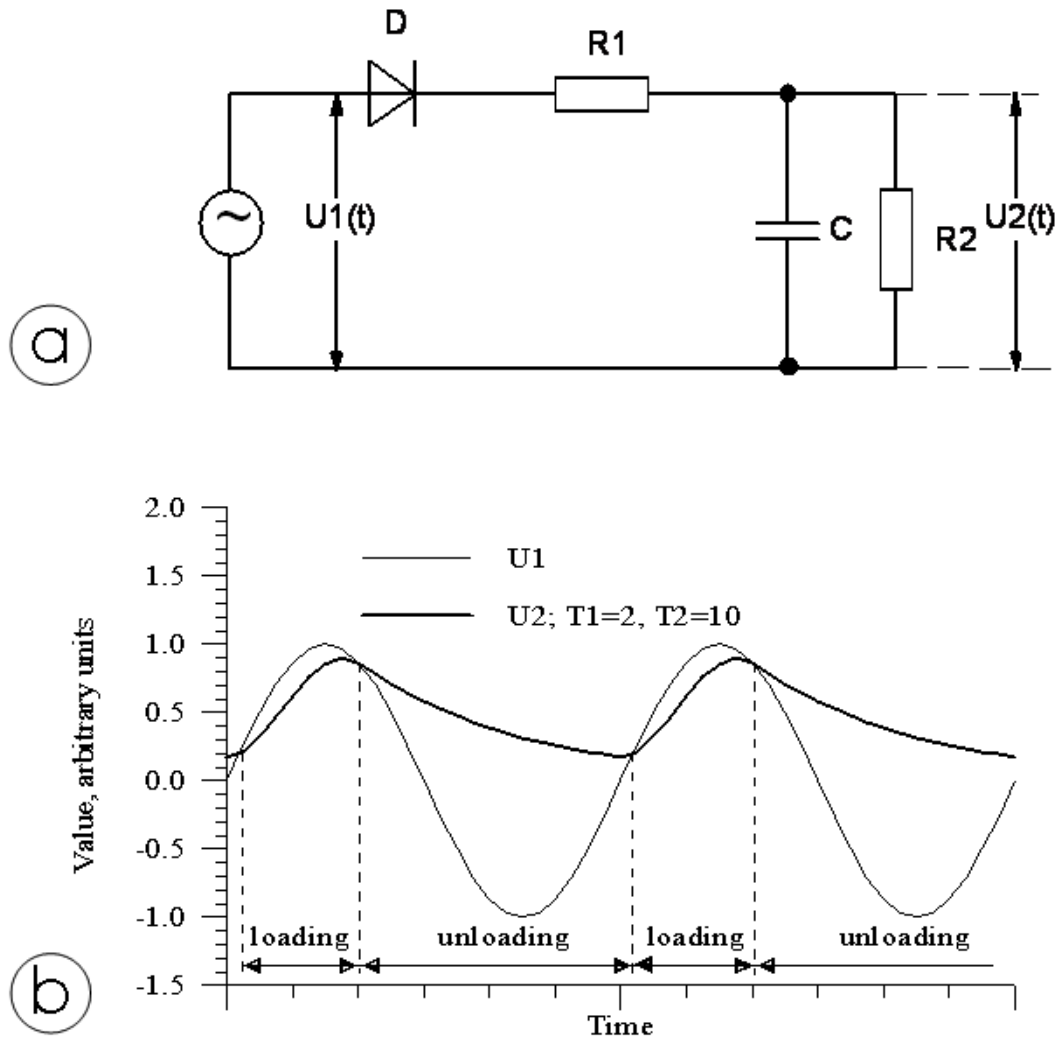 D
R1
U1(t)
C
R2
U2(t)
a
2.0
1.5
1.0
0.5
0.0
-0.5
-1.0
-1.5
Value, arbitrary units
U1
U2; T1=2, T2=10
loading
unloading
loading
unloading
Time
b